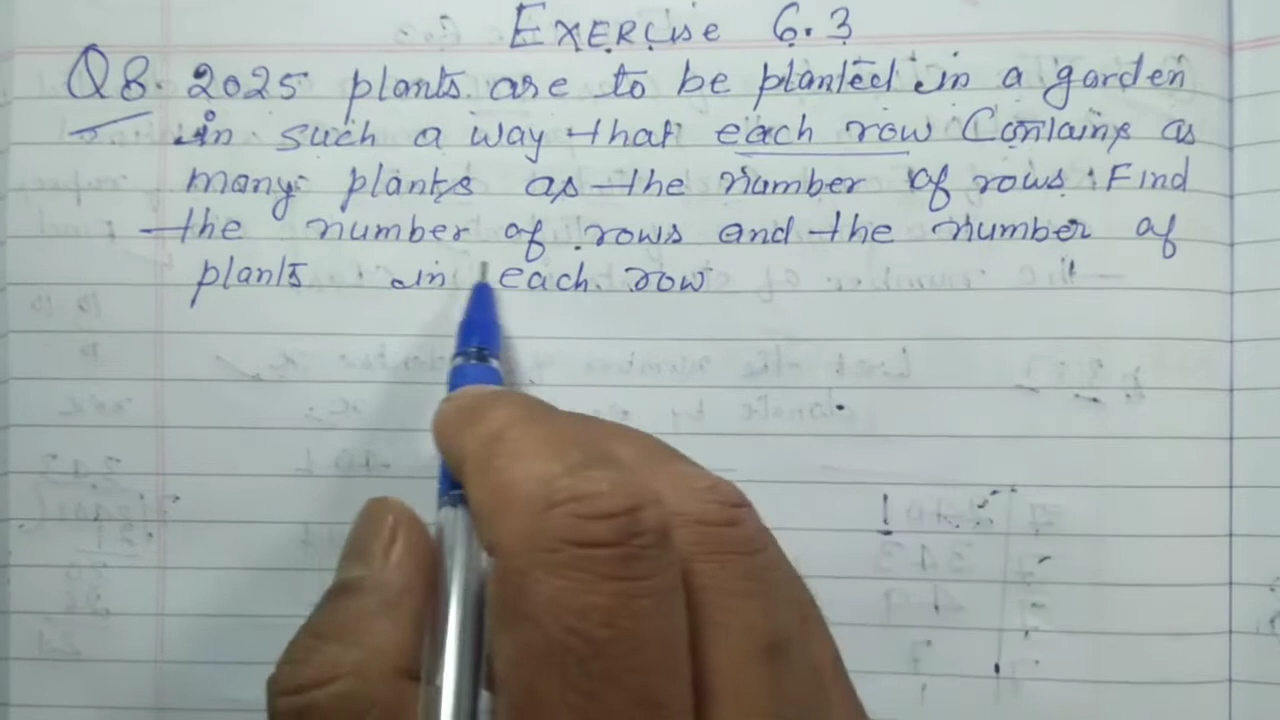 Exercise 6.3
Q8. 2025 plants are to be planted in a garden
in such a way that each row Contains as
many plants as the number of rows. Find
the number of rows and the number of
plants in each row